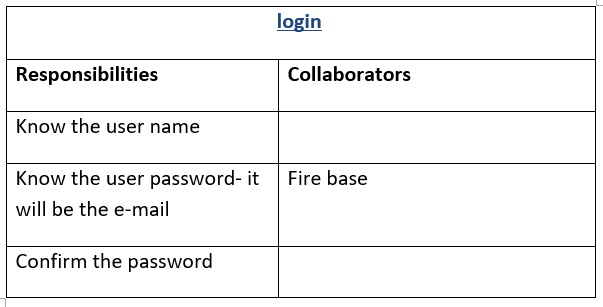 login
Responsibilities
Collaborators
Know the user name
Know the user password- it
will be the e-mail
Fire base
Confirm the password